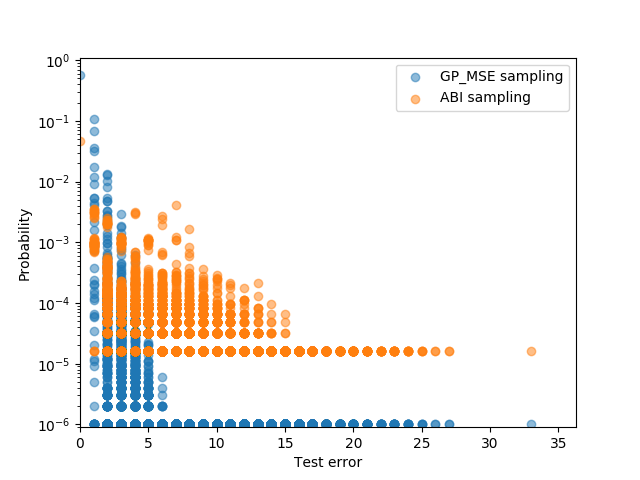 GP_MSE sampling
ABI sampling
10⁰
10⁻¹
10⁻²
10⁻³
10⁻⁴
10⁻⁵
10⁻⁶
Probability
0 5 10 15 20 25 30 35
Test error